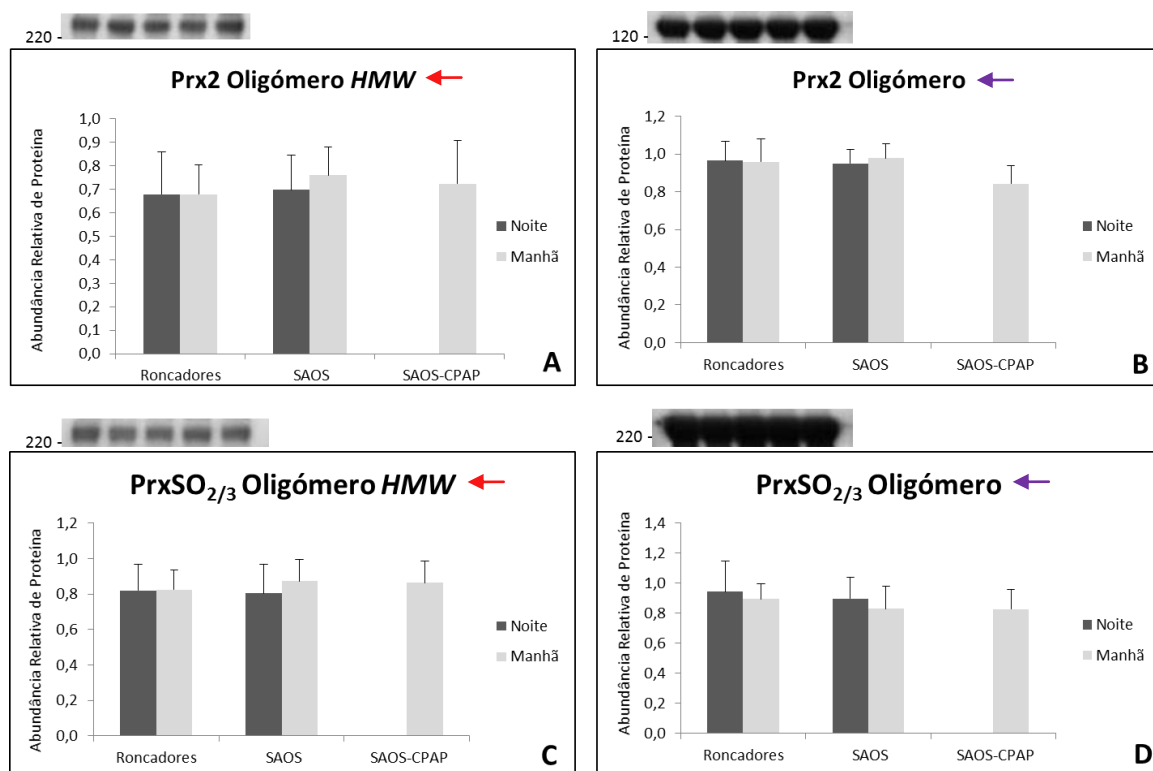 220 -
Prx2 Oligómero HMW
Abundância Relativa de Proteína
1,0
0,9
0,8
0,7
0,6
0,5
0,4
0,3
0,2
0,1
0,0
Noite
Manhã
Roncadores SAOS SAOS-CPAP
A
120 -
Prx2 Oligómero
Abundância Relativa de Proteína
1,2
1,0
0,8
0,6
0,4
0,2
0,0
Noite
Manhã
Roncadores SAOS SAOS-CPAP
B
220 -
PrxSO2/3 Oligómero HMW
Abundância Relativa de Proteína
1,2
1,0
0,8
0,6
0,4
0,2
0,0
Noite
Manhã
Roncadores SAOS SAOS-CPAP
C
220 -
PrxSO2/3 Oligómero
Abundância Relativa de Proteína
1,4
1,2
1,0
0,8
0,6
0,4
0,2
0,0
Noite
Manhã
Roncadores SAOS SAOS-CPAP
D